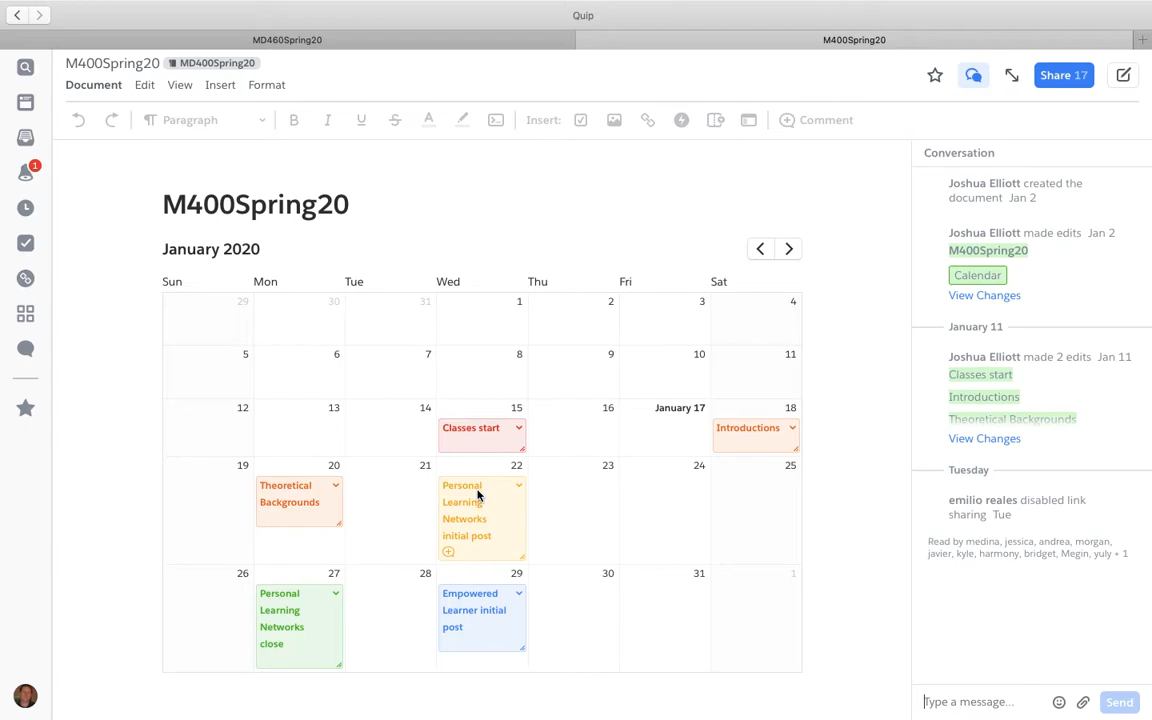 Quip
MD460Spring20
M400Spring20
M400Spring20 MD400Spring20
Document Edit View Insert Format
Share 17
Paragraph B I U S A Insert: Comment
1
M400Spring20
January 2020
Sun Mon Tue Wed Thu Fri Sat
29 30 31 1 2 3 4
5 6 7 8 9 10 11
12 13 14 15 16 January 17 18
Classes start
Introductions
19 20 21 22 23 24 25
Theoretical
Backgrounds
Personal
Learning
Networks
initial post
26 27 28 29 30 31 1
Personal
Learning
Networks
close
Empowered
Learner initial
post
Conversation
Joshua Elliott created the
document Jan 2
Joshua Elliott made edits Jan 2
M400Spring20
Calendar
View Changes
January 11
Joshua Elliott made 2 edits Jan 11
Classes start
Introductions
Theoretical Backgrounds
View Changes
Tuesday
emilio reales disabled link
sharing Tue
Read by medina, jessica, andrea, morgan,
javier, kyle, harmony, bridget, Megin, yuly + 1
Type a message...
Send